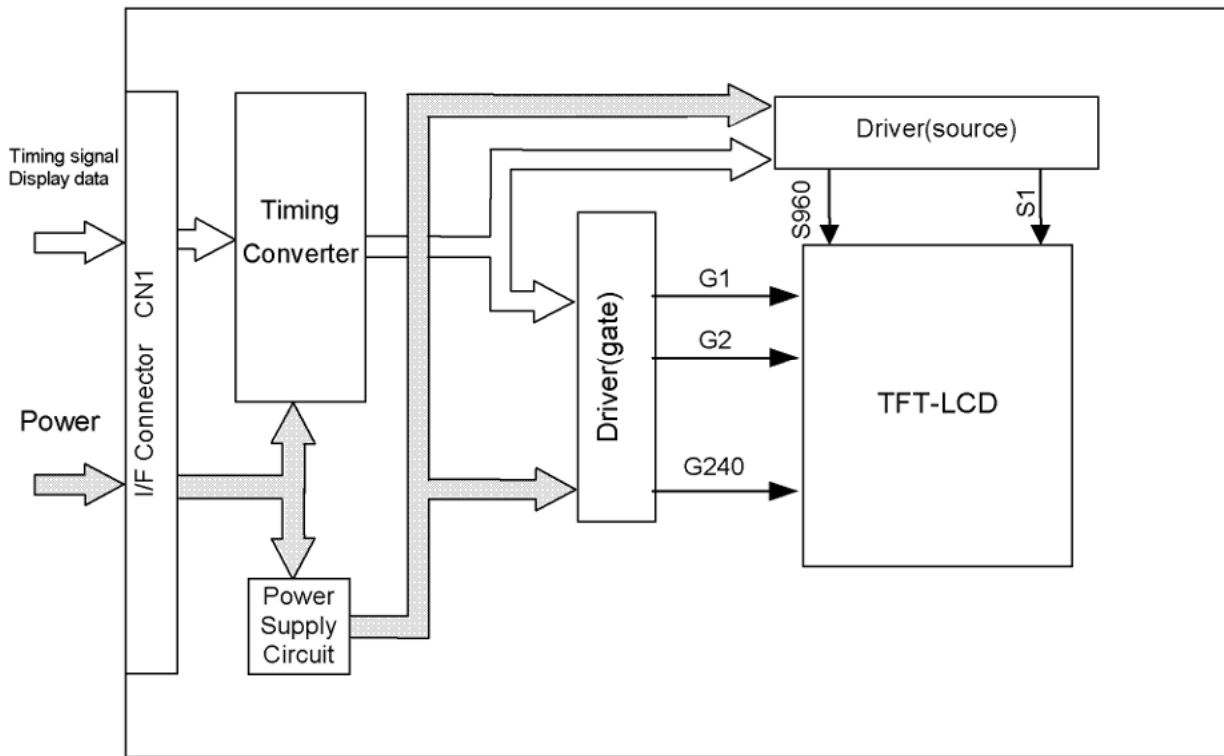 Timing signal
Display data
Power
I/F Connector CN1
Timing
Converter
Power
Supply
Circuit
Driver(source)
S960
S1
Driver(gate)
G1
G2
G240
TFT-LCD